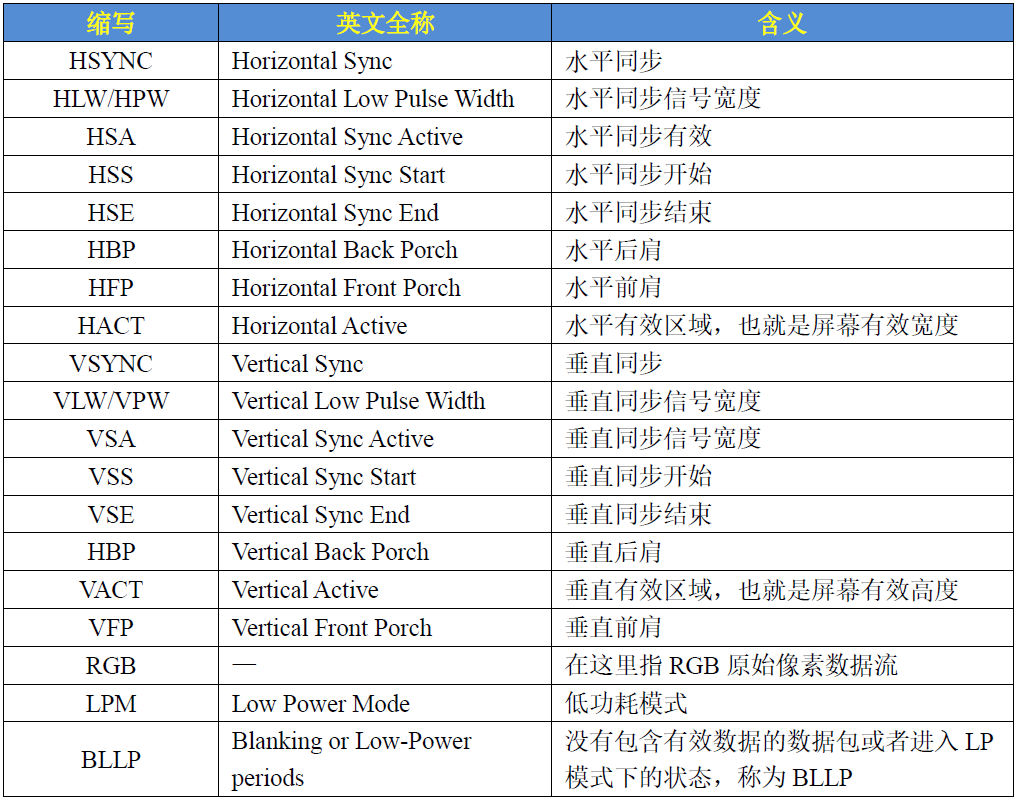 缩写 英文全称 含义
HSYNC Horizontal Sync 水平同步
HLW/HPW Horizontal Low Pulse Width 水平同步信号宽度
HSA Horizontal Sync Active 水平同步有效
HSS Horizontal Sync Start 水平同步开始
HSE Horizontal Sync End 水平同步结束
HBP Horizontal Back Porch 水平后肩
HFP Horizontal Front Porch 水平前肩
HACT Horizontal Active 水平有效区域，也就是屏幕有效宽度
VSYNC Vertical Sync 垂直同步
VLW/VPW Vertical Low Pulse Width 垂直同步信号宽度
VSA Vertical Sync Active 垂直同步信号宽度
VSS Vertical Sync Start 垂直同步开始
VSE Vertical Sync End 垂直同步结束
HBP Vertical Back Porch 垂直后肩
VACT Vertical Active 垂直有效区域，也就是屏幕有效高度
VFP Vertical Front Porch 垂直前肩
RGB — 在这里指 RGB 原始像素数据流
LPM Low Power Mode 低功耗模式
BLLP
Blanking or Low-Power
periods
没有包含有效数据的数据包或者进入 LP
模式下的状态，称为 BLLP